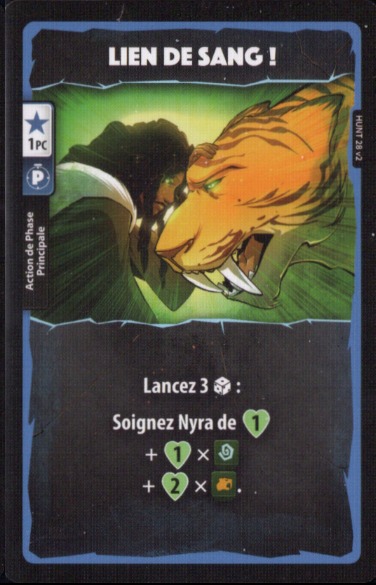 LIEN DE SANG !
1PC
P
Action de Phase
Principale
HUNT 28 v2
Lancez 3 :
Soignez Nyra de 1
+ 1 ×
+ 2 × .